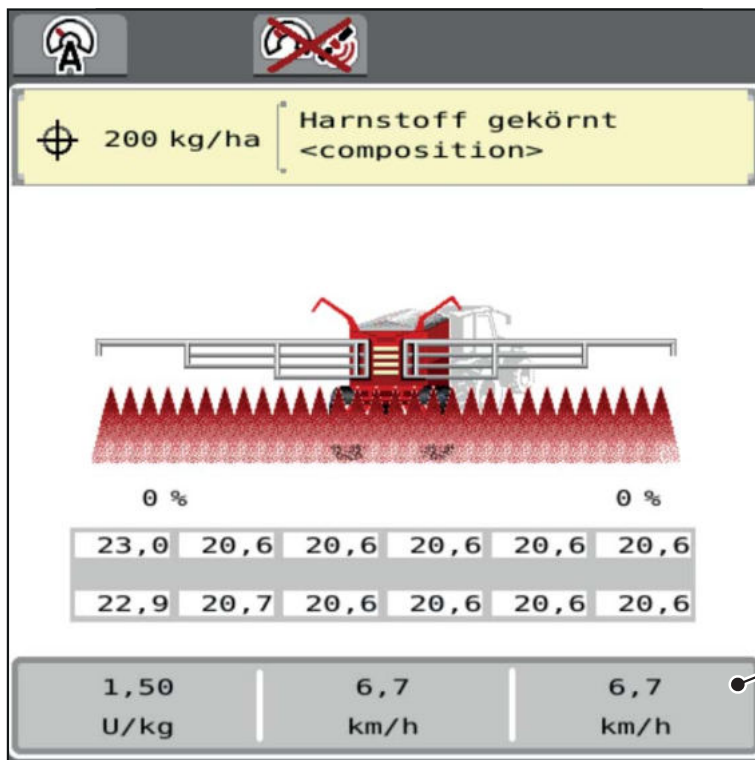 A
200 kg/ha
Harnstoff gekörnt
<composition>
0 % 0 %
23,0 20,6 20,6 20,6 20,6 20,6
22,9 20,7 20,6 20,6 20,6 20,6
1,50 6,7 6,7
U/kg km/h km/h